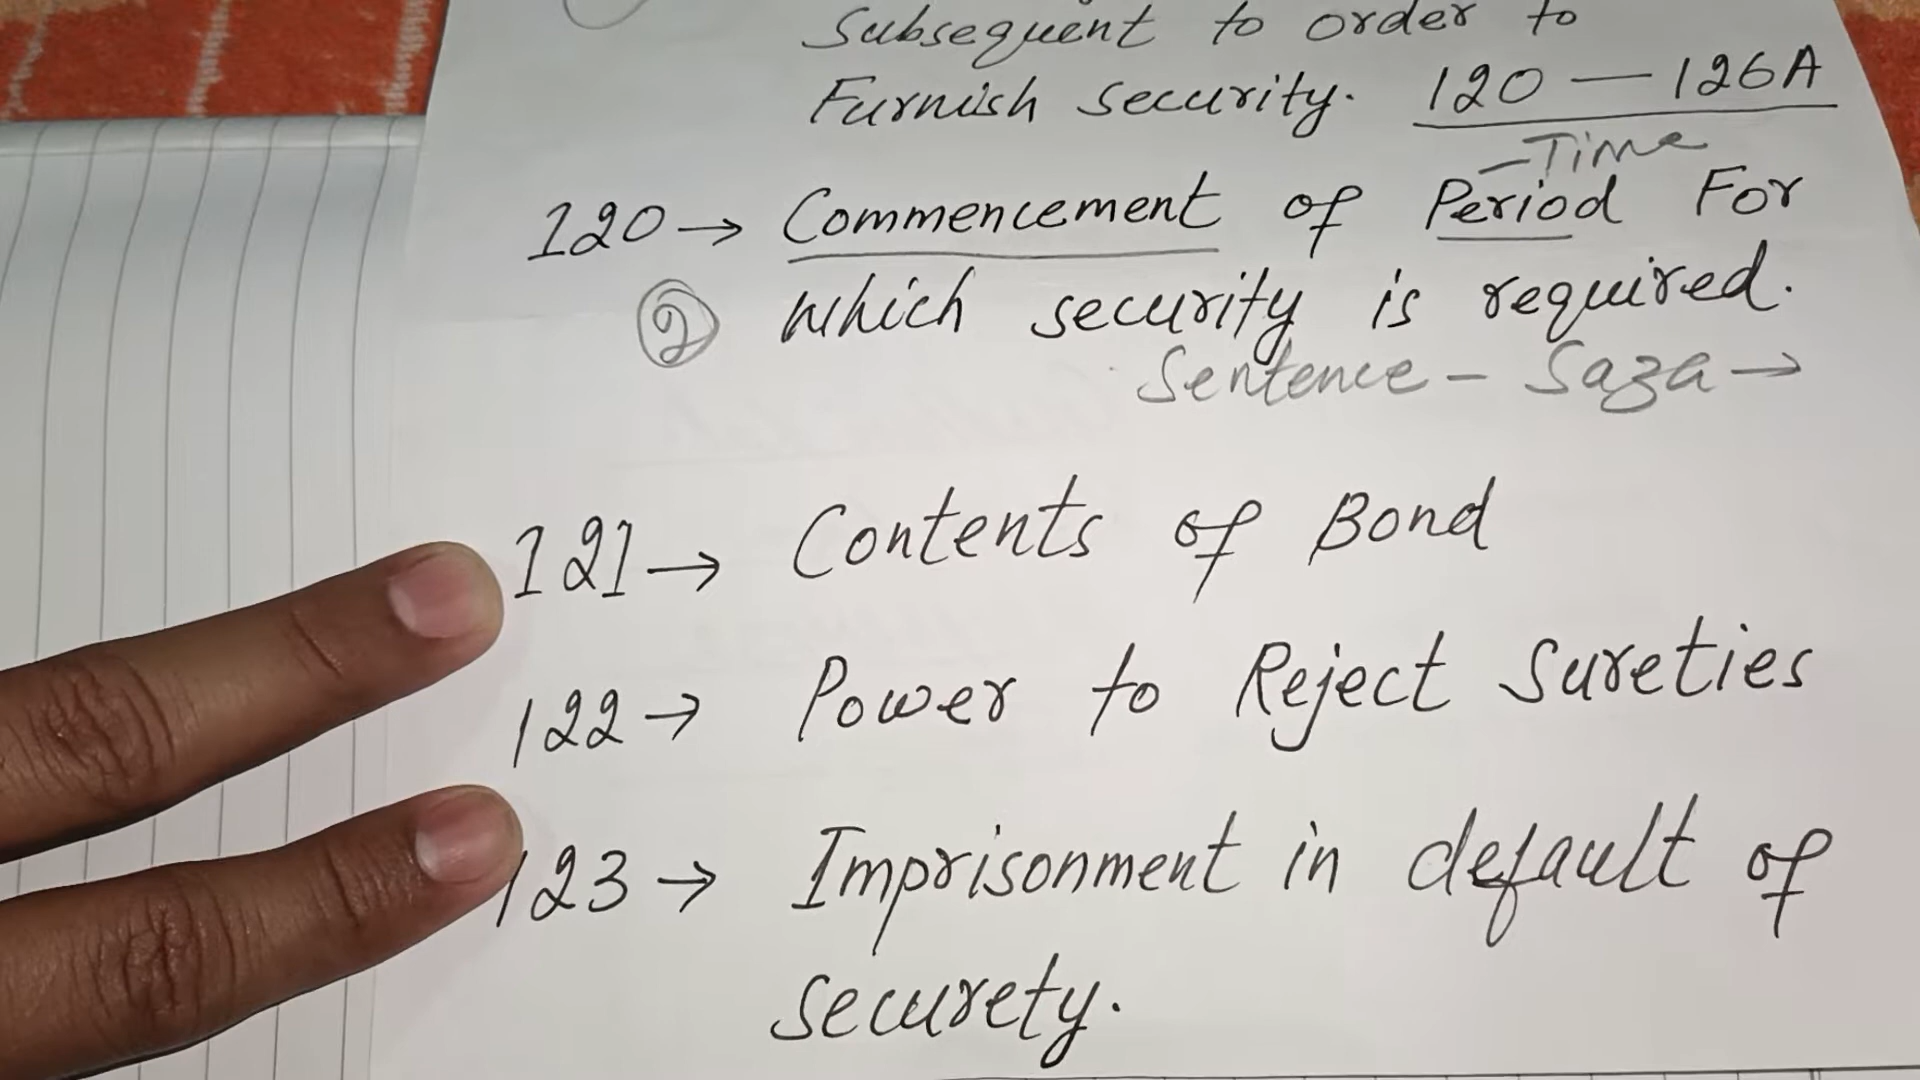 Subsequent to order to
Furnish security. 120 — 126A
- Time
120 → Commencement of Period For
2 which security is required.
Sentence - Saza →
121 → Contents of Bond
122 → Power to Reject Sureties
123 → Imprisonment in default of
securety.